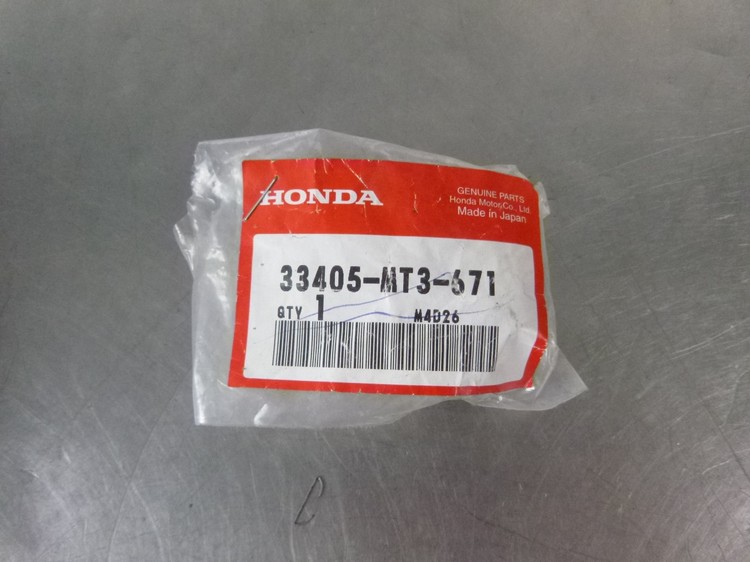 HONDA
GENUINE PARTS
Honda Motor Co., Ltd.
Made in Japan
33405-MT3-671
QTY 1 M4D26